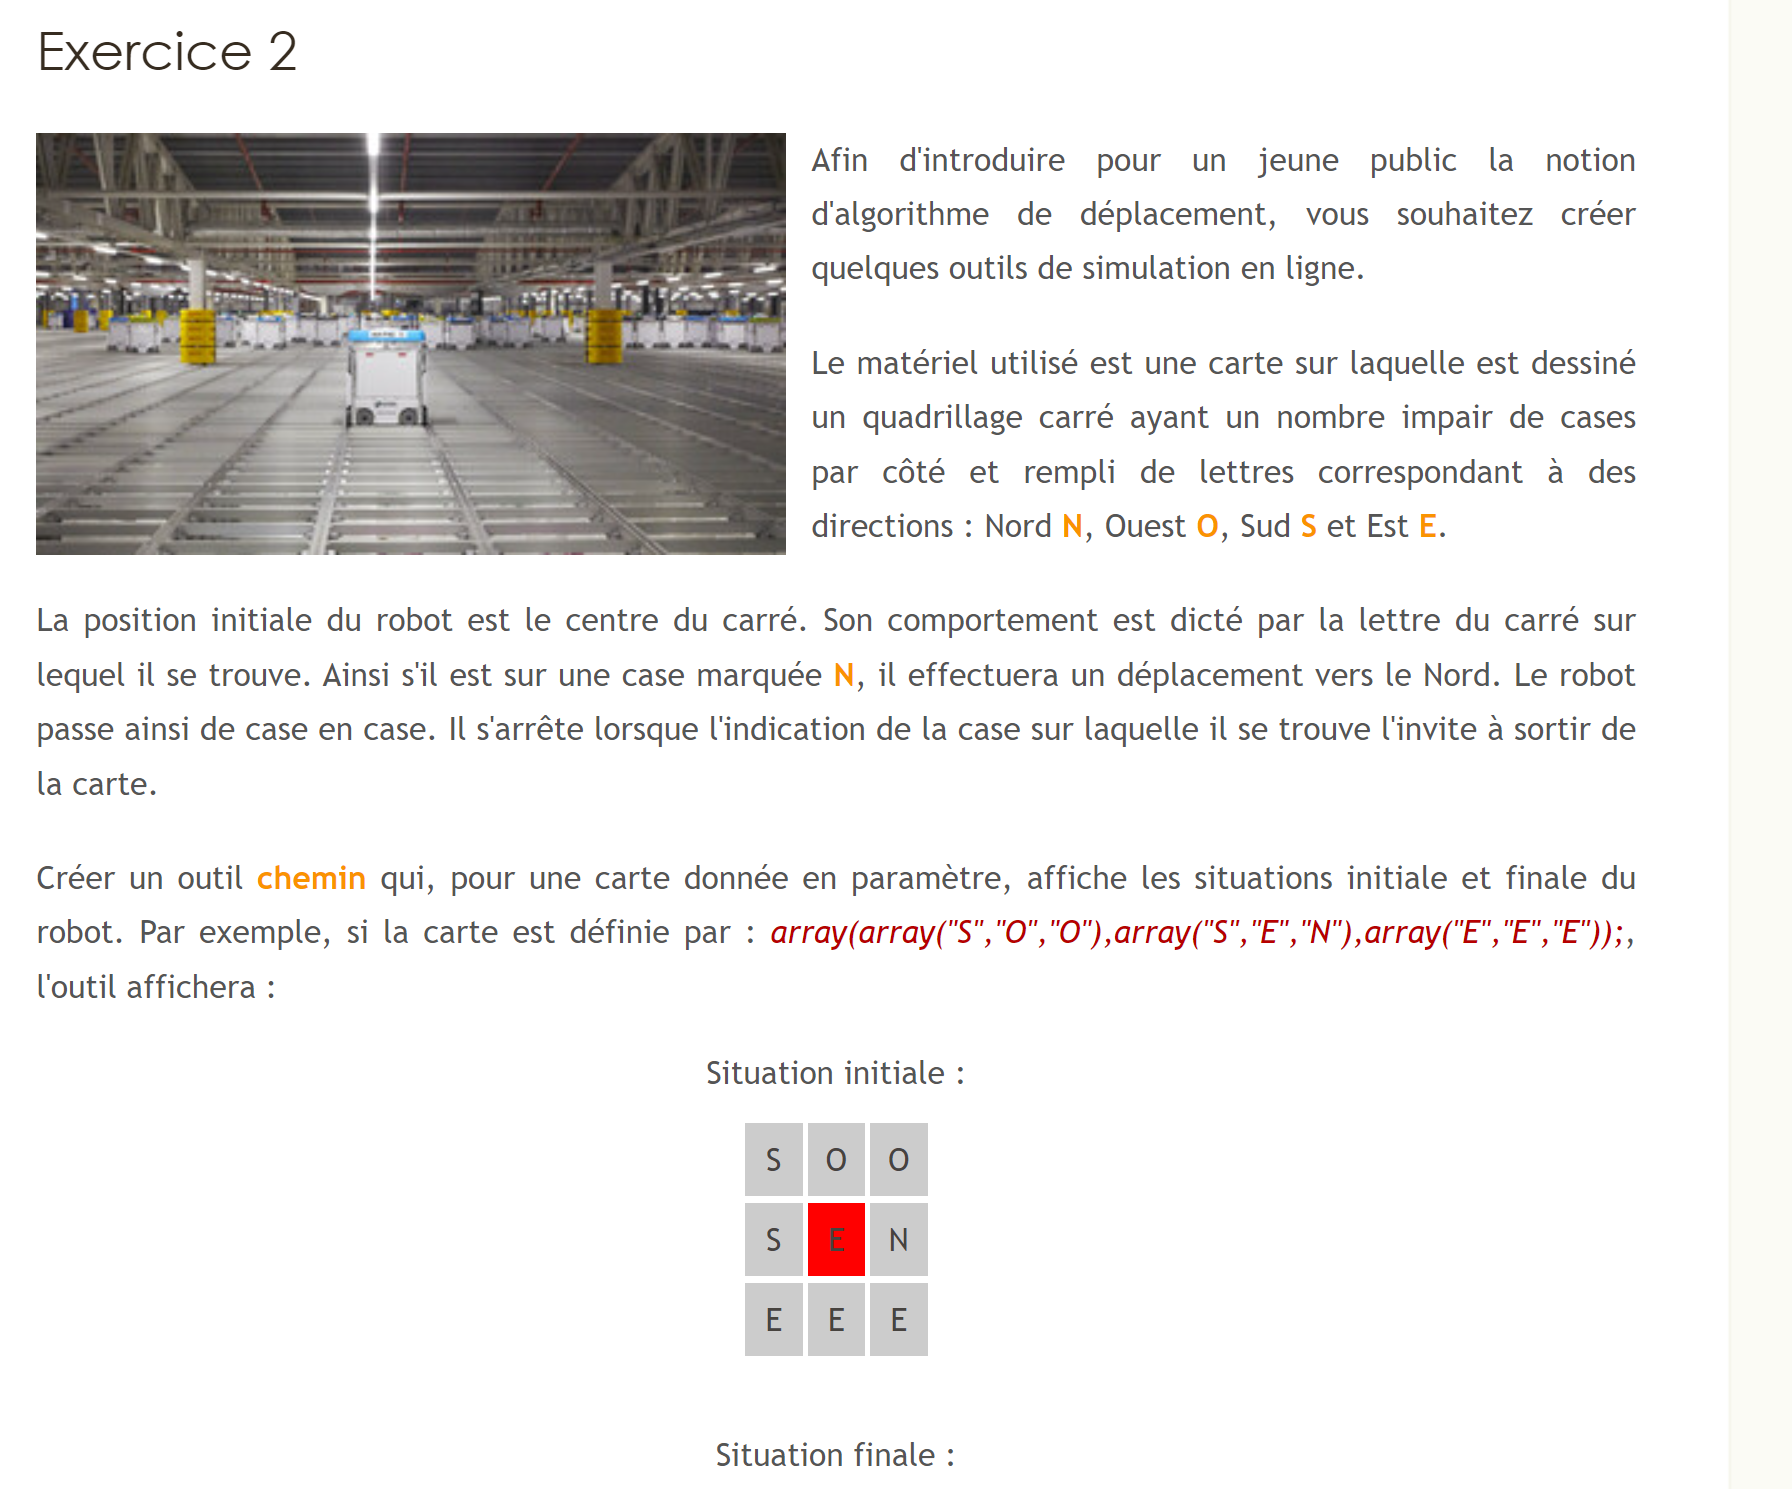 Exercice 2
Afin d'introduire pour un jeune public la notion
d'algorithme de déplacement, vous souhaitez créer
quelques outils de simulation en ligne.
Le matériel utilisé est une carte sur laquelle est dessiné
un quadrillage carré ayant un nombre impair de cases
par côté et rempli de lettres correspondant à des
directions : Nord N, Ouest O, Sud S et Est E.
La position initiale du robot est le centre du carré. Son comportement est dicté par la lettre du carré sur
lequel il se trouve. Ainsi s'il est sur une case marquée N, il effectuera un déplacement vers le Nord. Le robot
passe ainsi de case en case. Il s'arrête lorsque l'indication de la case sur laquelle il se trouve l'invite à sortir de
la carte.
Créer un outil chemin qui, pour une carte donnée en paramètre, affiche les situations initiale et finale du
robot. Par exemple, si la carte est définie par : array(array("S","O","O"),array("S","E","N"),array("E","E","E"));,
l'outil affichera :
Situation initiale :
S O O
S E N
E E E
Situation finale :